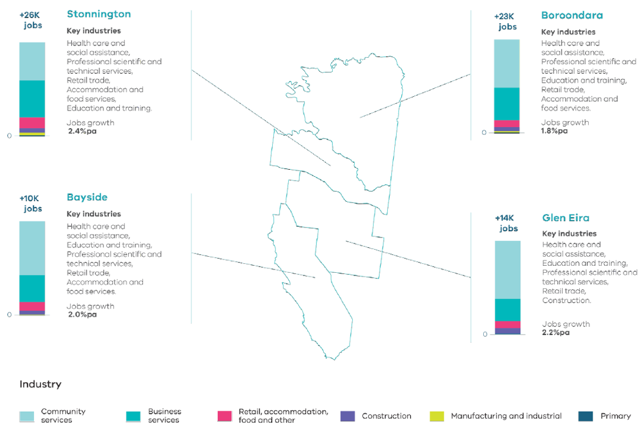 +26K
jobs
Stonnington
Key industries
Health care and
social assistance,
Professional scientific and
technical services,
Retail trade,
Accommodation and
food services,
Education and training.
Jobs growth
2.4%pa
0
+23K
jobs
Boroondara
Key industries
Health care and
social assistance,
Professional scientific and
technical services,
Education and training,
Retail trade,
Accommodation and
food services.
Jobs growth
1.8%pa
0
+10K
jobs
Bayside
Key industries
Health care and
social assistance,
Education and training,
Professional scientific and
technical services,
Retail trade,
Accommodation and
food services.
Jobs growth
2.0%pa
0
+14K
jobs
Glen Eira
Key industries
Health care and
social assistance,
Education and training,
Professional scientific and
technical services,
Retail trade,
Construction.
Jobs growth
2.2%pa
0
Industry
Community
services
Business
services
Retail, accommodation,
food and other
Construction
Manufacturing and industrial
Primary